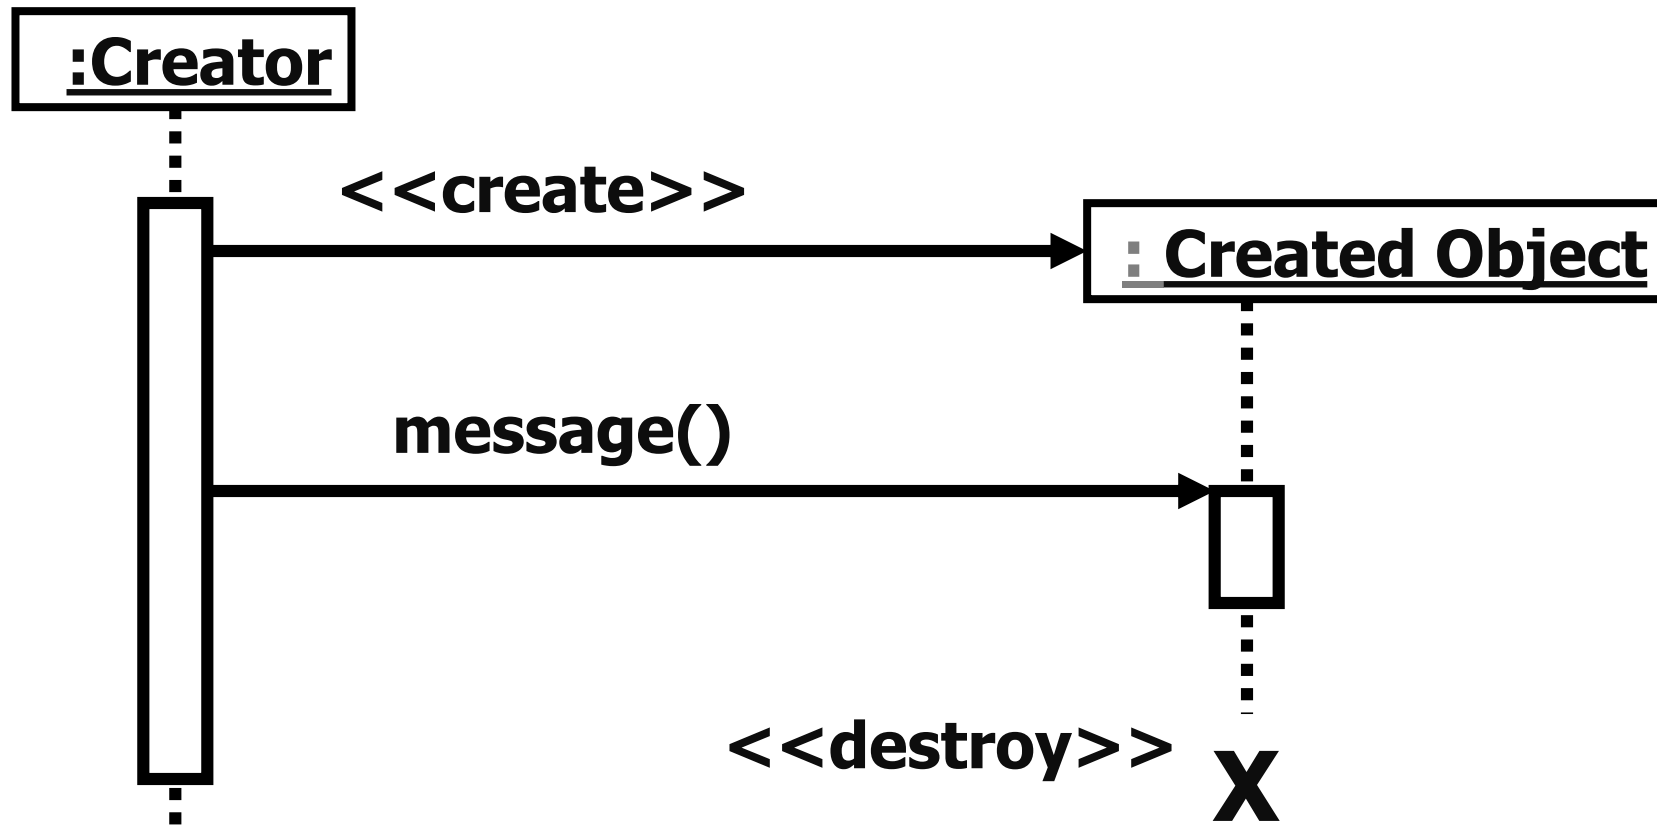 :Creator
<<create>>
: Created Object
message()
<<destroy>>
X